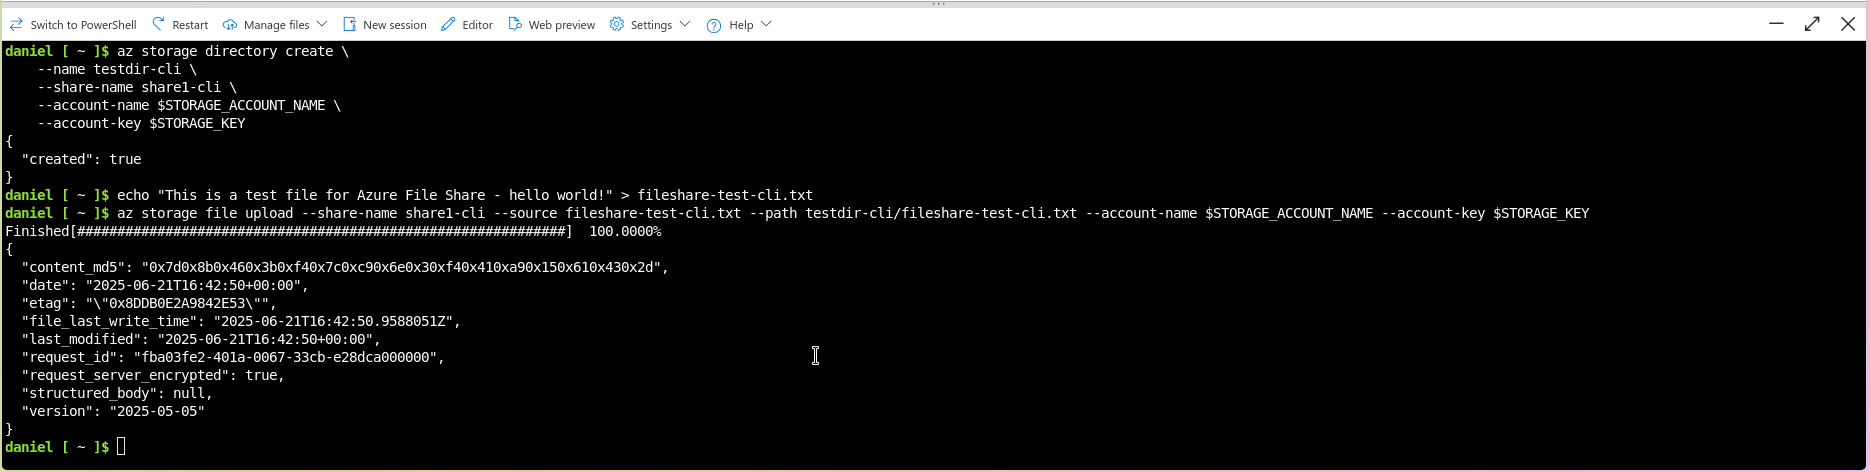 Switch to PowerShell Restart Manage files New session Editor Web preview Settings Help
daniel [ ~ ]$ az storage directory create \
    --name testdir-cli \
    --share-name share1-cli \
    --account-name $STORAGE_ACCOUNT_NAME \
    --account-key $STORAGE_KEY
{
  "created": true
}
daniel [ ~ ]$ echo "This is a test file for Azure File Share - hello world!" > fileshare-test-cli.txt
daniel [ ~ ]$ az storage file upload --share-name share1-cli --source fileshare-test-cli.txt --path testdir-cli/fileshare-test-cli.txt --account-name $STORAGE_ACCOUNT_NAME --account-key $STORAGE_KEY
Finished[#############################################################]  100.0000%
{
  "content_md5": "0x7d0x8b0x460x3b0xf40x7c0xc90x6e0x30xf40x410xa90x150x610x430x2d",
  "date": "2025-06-21T16:42:50+00:00",
  "etag": "\"0x8DDB0E2A9842E53\"",
  "file_last_write_time": "2025-06-21T16:42:50.9588051Z",
  "last_modified": "2025-06-21T16:42:50+00:00",
  "request_id": "fba03fe2-401a-0067-33cb-e28dca000000",
  "request_server_encrypted": true,
  "structured_body": null,
  "version": "2025-05-05"
}
daniel [ ~ ]$